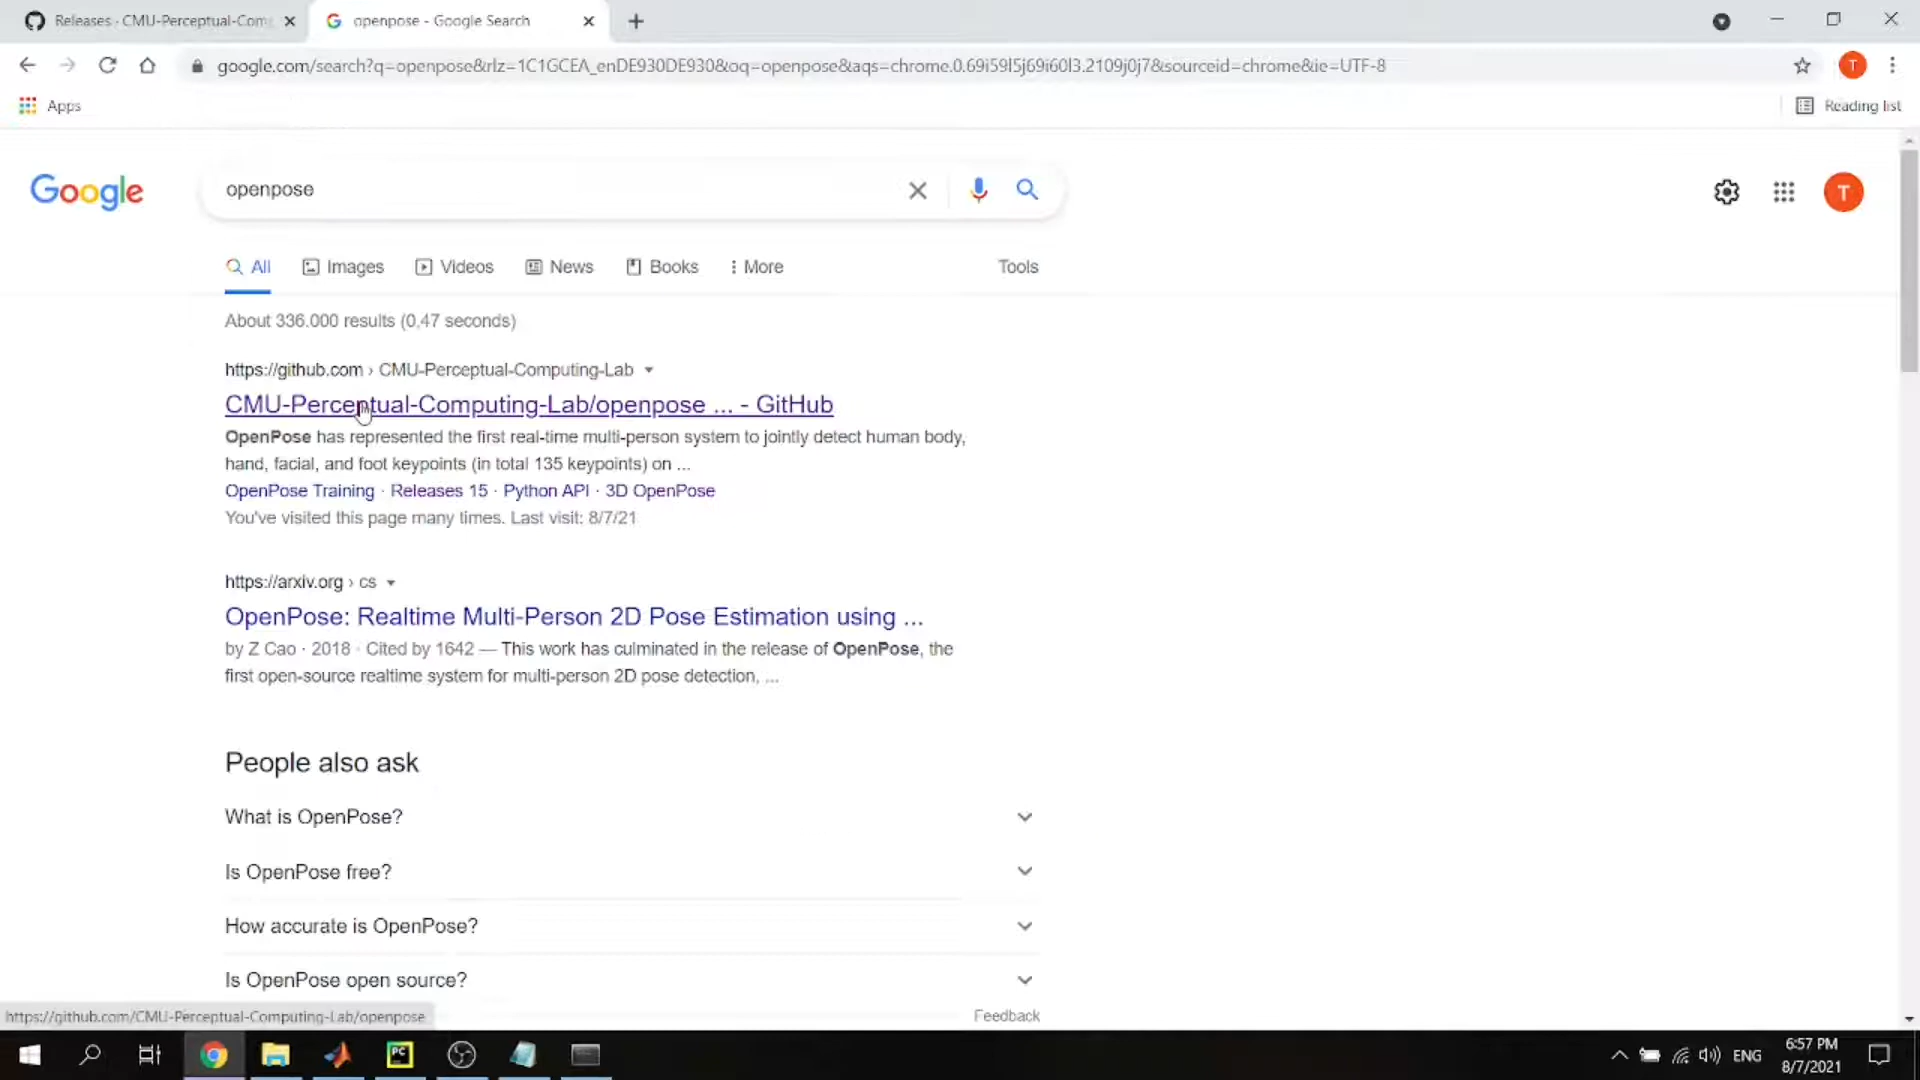 Releases · CMU-Perceptual-Com
openpose - Google Search
google.com/search?q=openpose&rlz=1C1GCEA_enDE930DE930&oq=openpose&aqs=chrome.0.69i59l5j69i60l3.2109j0j7&sourceid=chrome&ie=UTF-8
T
Apps
Reading list
Google
openpose
T
All
Images
Videos
News
Books
More
Tools
About 336.000 results (0,47 seconds)
https://github.com › CMU-Perceptual-Computing-Lab
CMU-Perceptual-Computing-Lab/openpose ... - GitHub
OpenPose has represented the first real-time multi-person system to jointly detect human body,
hand, facial, and foot keypoints (in total 135 keypoints) on ...
OpenPose Training · Releases 15 · Python API · 3D OpenPose
You've visited this page many times. Last visit: 8/7/21
https://arxiv.org › cs
OpenPose: Realtime Multi-Person 2D Pose Estimation using ...
by Z Cao · 2018 · Cited by 1642 — This work has culminated in the release of OpenPose, the
first open-source realtime system for multi-person 2D pose detection, ...
People also ask
What is OpenPose?
Is OpenPose free?
How accurate is OpenPose?
Is OpenPose open source?
Feedback
https://github.com/CMU-Perceptual-Computing-Lab/openpose
PC
ENG
6:57 PM
8/7/2021